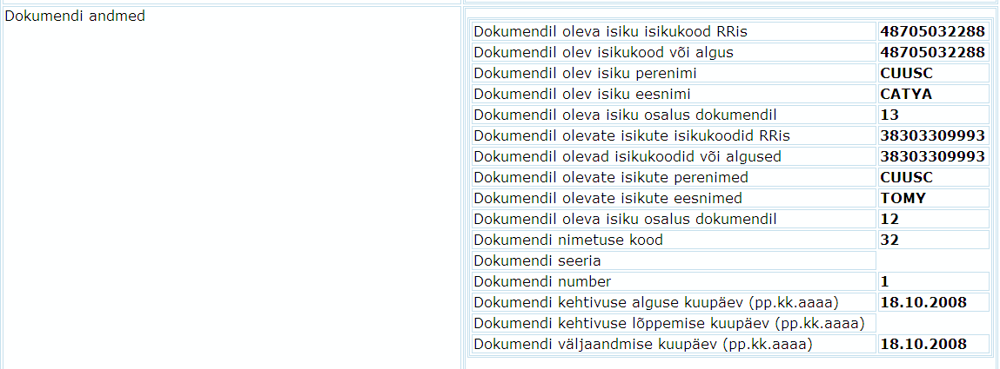 Dokumendi andmed
Dokumendil oleva isiku isikukood RRis 48705032288
Dokumendil olev isikukood või algus 48705032288
Dokumendil olev isiku perenimi CUUSC
Dokumendil olev isiku eesnimi CATYA
Dokumendil oleva isiku osalus dokumendil 13
Dokumendil olevate isikute isikukoodid RRis 38303309993
Dokumendil olevad isikukoodid või algused 38303309993
Dokumendil olevate isikute perenimed CUUSC
Dokumendil olevate isikute eesnimed TOMY
Dokumendil oleva isiku osalus dokumendil 12
Dokumendi nimetuse kood 32
Dokumendi seeria
Dokumendi number 1
Dokumendi kehtivuse alguse kuupäev (pp.kk.aaaa) 18.10.2008
Dokumendi kehtivuse lõppemise kuupäev (pp.kk.aaaa)
Dokumendi väljaandmise kuupäev (pp.kk.aaaa) 18.10.2008